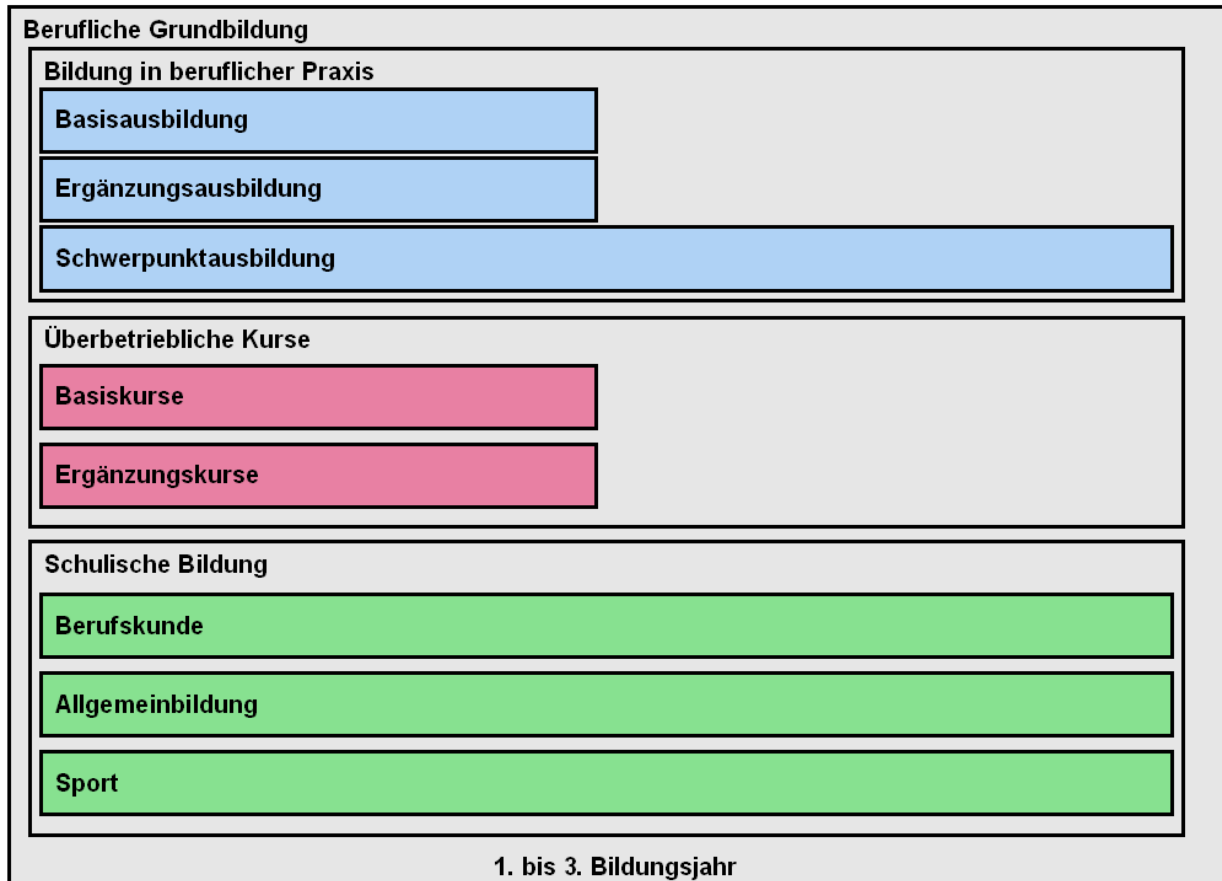 Berufliche Grundbildung
Bildung in beruflicher Praxis
Basisausbildung
Ergänzungsausbildung
Schwerpunktausbildung
Überbetriebliche Kurse
Basiskurse
Ergänzungskurse
Schulische Bildung
Berufskunde
Allgemeinbildung
Sport
1. bis 3. Bildungsjahr